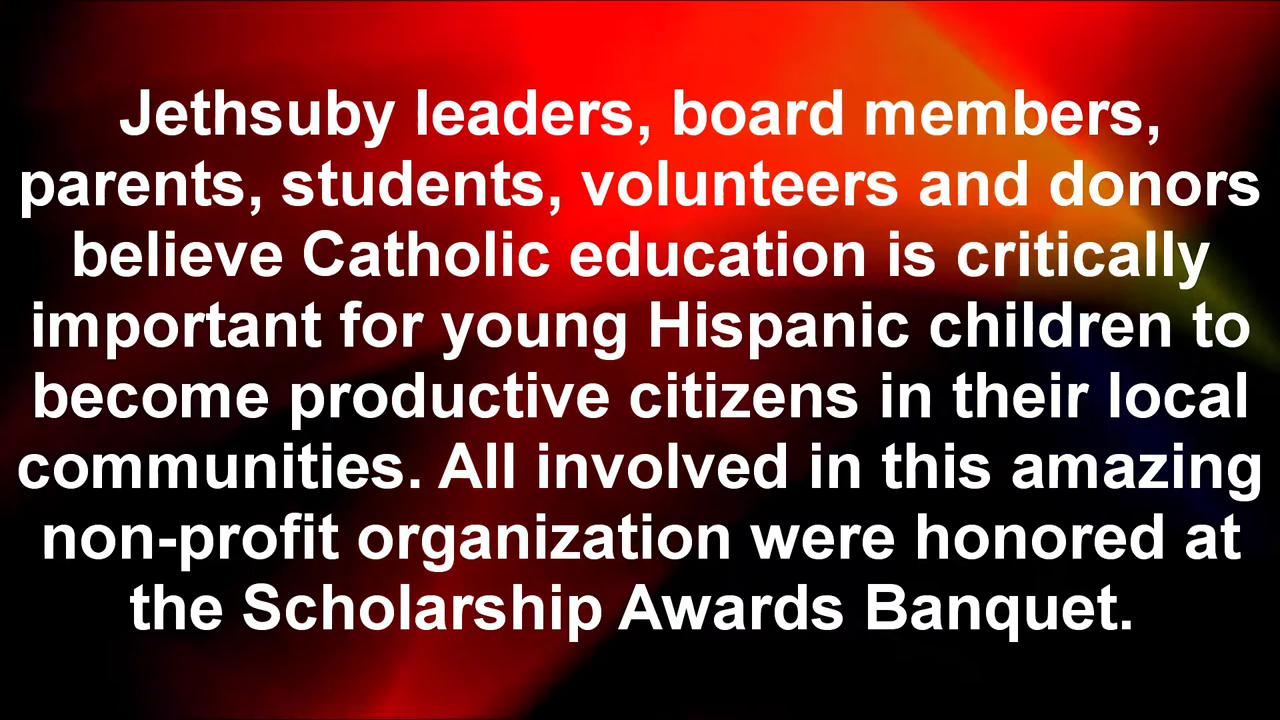 Jethsuby leaders, board members,
parents, students, volunteers and donors
believe Catholic education is critically
important for young Hispanic children to
become productive citizens in their local
communities. All involved in this amazing
non-profit organization were honored at
the Scholarship Awards Banquet.